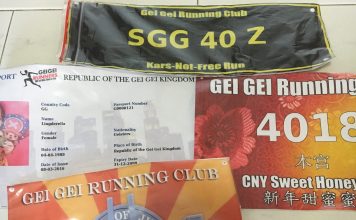 GEI GEI RUNNING CLUB
SGG 40 Z
Kars-Not-Free Run
PORT
REPUBLIC OF THE GEI GEI KINGDOM
Country Code
GG
Passport Number
Name
Gender
Female
Nationality
Date of Birth
Place of Birth
Republic of the Gei Gei Kingdom
Issue Date
Expiry Date
GEI GEI Running
4018
本宮
CNY Sweet Honey
新年甜蜜蜜
GEI GEI RUNNING CLUB
OF